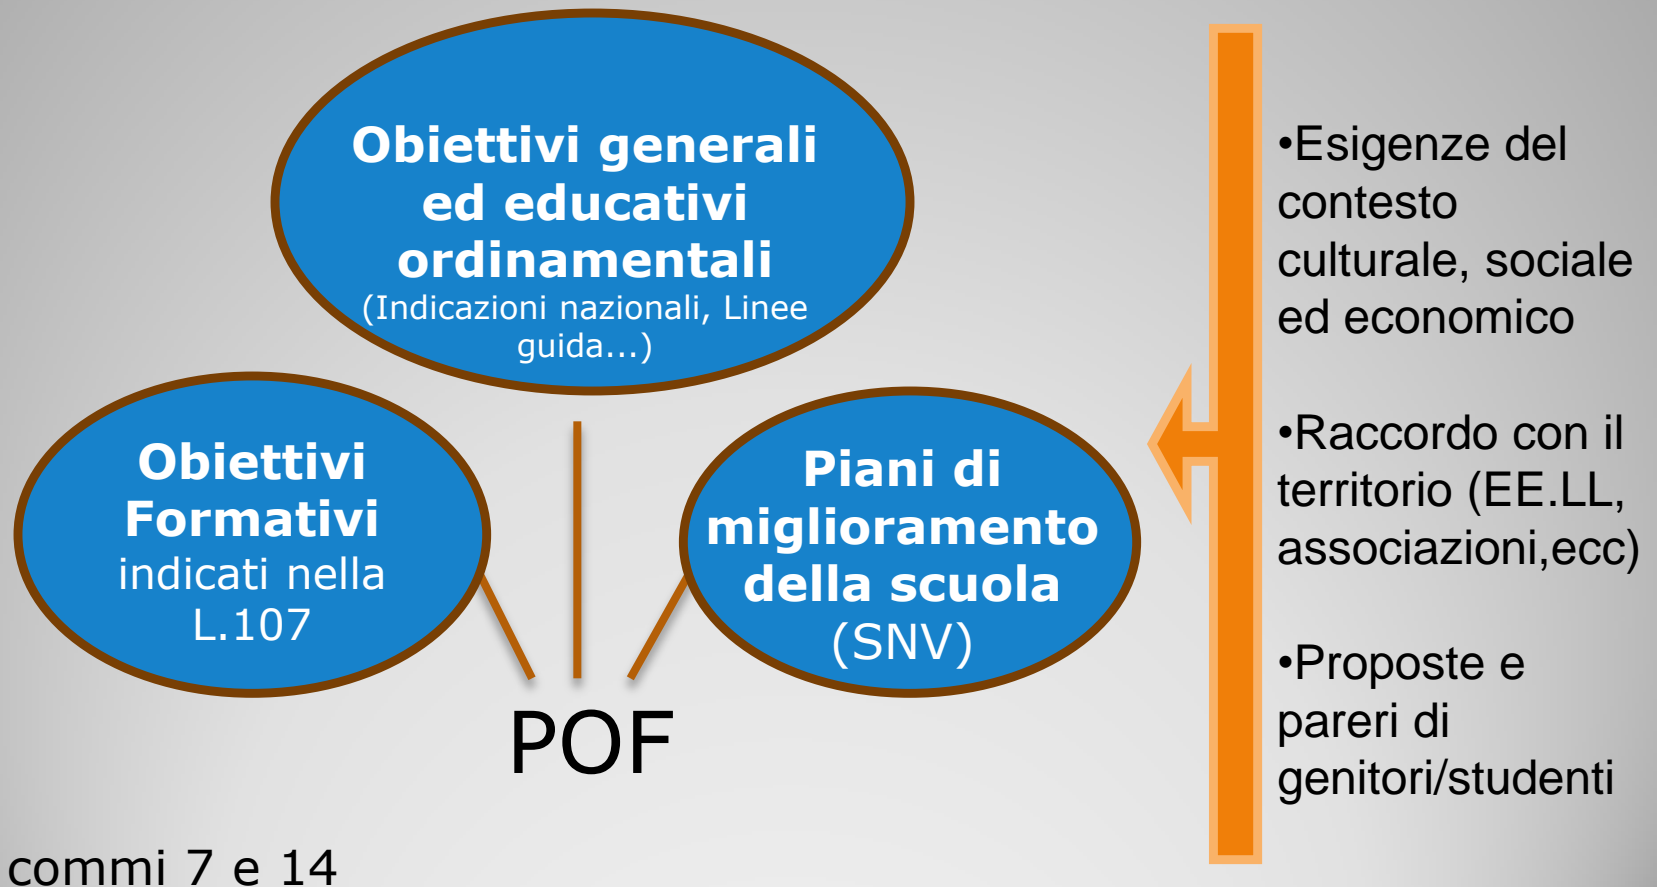 Obiettivi generali
ed educativi
ordinamentali
(Indicazioni nazionali, Linee
guida...)
Obiettivi
Formativi
indicati nella
L.107
Piani di
miglioramento
della scuola
(SNV)
POF
commi 7 e 14
•Esigenze del
contesto
culturale, sociale
ed economico
•Raccordo con il
territorio (EE.LL,
associazioni,ecc)
•Proposte e
pareri di
genitori/studenti